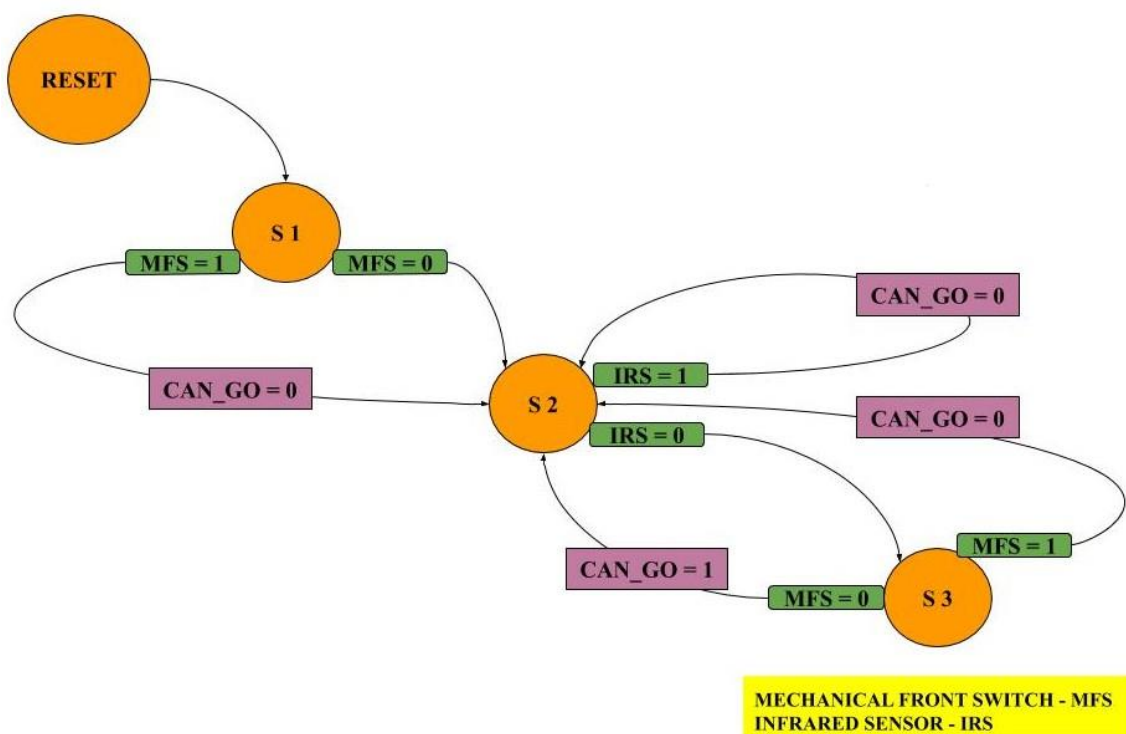 RESET
S 1
MFS = 1
MFS = 0
CAN_GO = 0
CAN_GO = 0
IRS = 1
S 2
CAN_GO = 0
IRS = 0
CAN_GO = 1
MFS = 1
MFS = 0
S 3
MECHANICAL FRONT SWITCH - MFS
INFRARED SENSOR - IRS